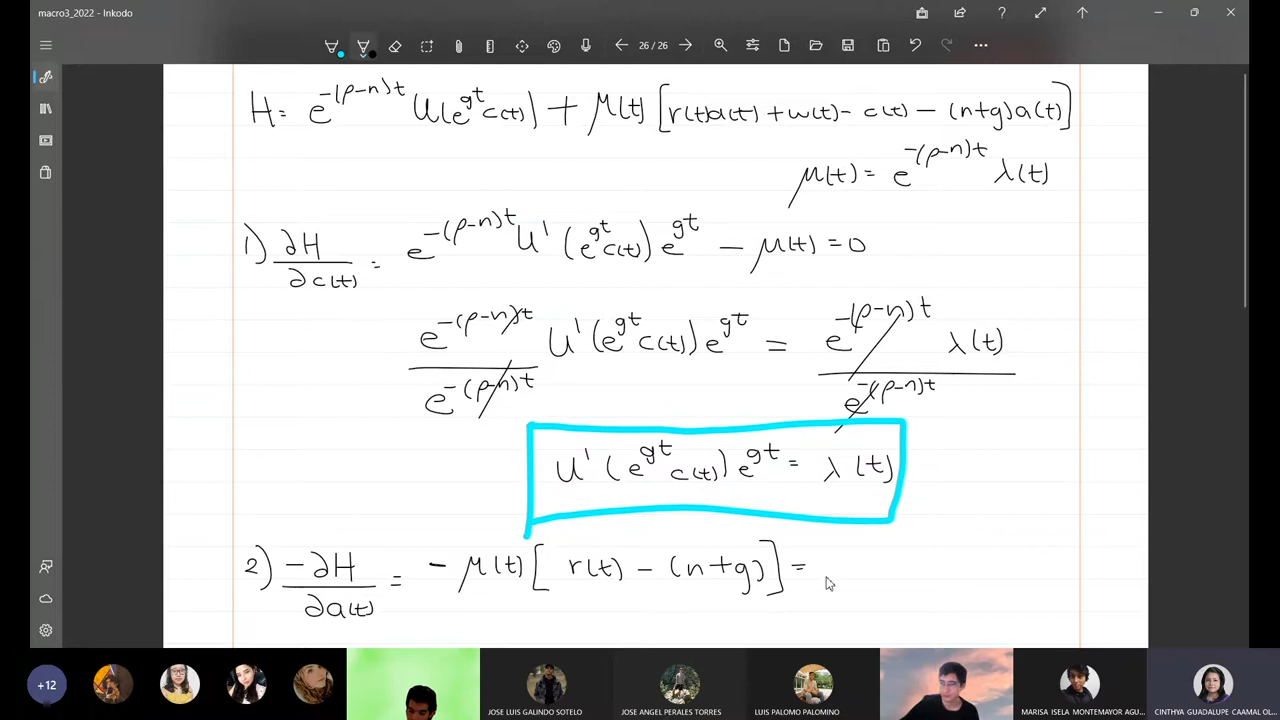 macro3_2022 - Inkodo
26 / 26
H= e^{-(ρ-n)t} U(e^{gt}c(t)) + μ(t) [r(t)a(t) + w(t) - c(t) - (n+g)a(t)]
μ(t) = e^{-(ρ-n)t} λ(t)
1) ∂H/∂c(t) = e^{-(ρ-n)t} U'(e^{gt}c(t)) e^{gt} - μ(t) = 0
e^{-(ρ-n)t}/e^{-(ρ-n)t} U'(e^{gt}c(t)) e^{gt} = e^{-(ρ-n)t}/e^{-(ρ-n)t} λ(t)
U'(e^{gt}c(t)) e^{gt} = λ(t)
2) -∂H/∂a(t) = - μ(t) [r(t) - (n+g)] =
+12
JOSE LUIS GALINDO SOTELO
JOSE ANGEL PERALES TORRES
LUIS PALOMO PALOMINO
MARISA ISELA MONTEMAYOR AGU...
CINTHYA GUADALUPE CAAMAL OL...